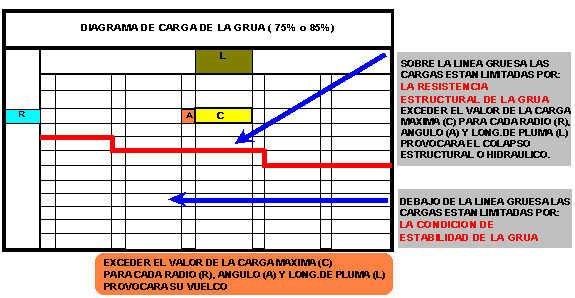 DIAGRAMA DE CARGA DE LA GRUA ( 75% o 85%)
L
R
A
C
SOBRE LA LINEA GRUESA LAS
CARGAS ESTAN LIMITADAS POR:
LA RESISTENCIA
ESTRUCTURAL DE LA GRUA
EXCEDER EL VALOR DE LA CARGA
MAXIMA (C) PARA CADA RADIO (R),
ANGULO (A) Y LONG.DE PLUMA (L)
PROVOCARA EL COLAPSO
ESTRUCTURAL O HIDRAULICO.
DEBAJO DE LA LINEA GRUESA LAS
CARGAS ESTAN LIMITADAS POR:
LA CONDICION DE
ESTABILIDAD DE LA GRUA
EXCEDER EL VALOR DE LA CARGA MAXIMA (C)
PARA CADA RADIO (R), ANGULO (A) Y LONG.DE PLUMA (L)
PROVOCARA SU VUELCO